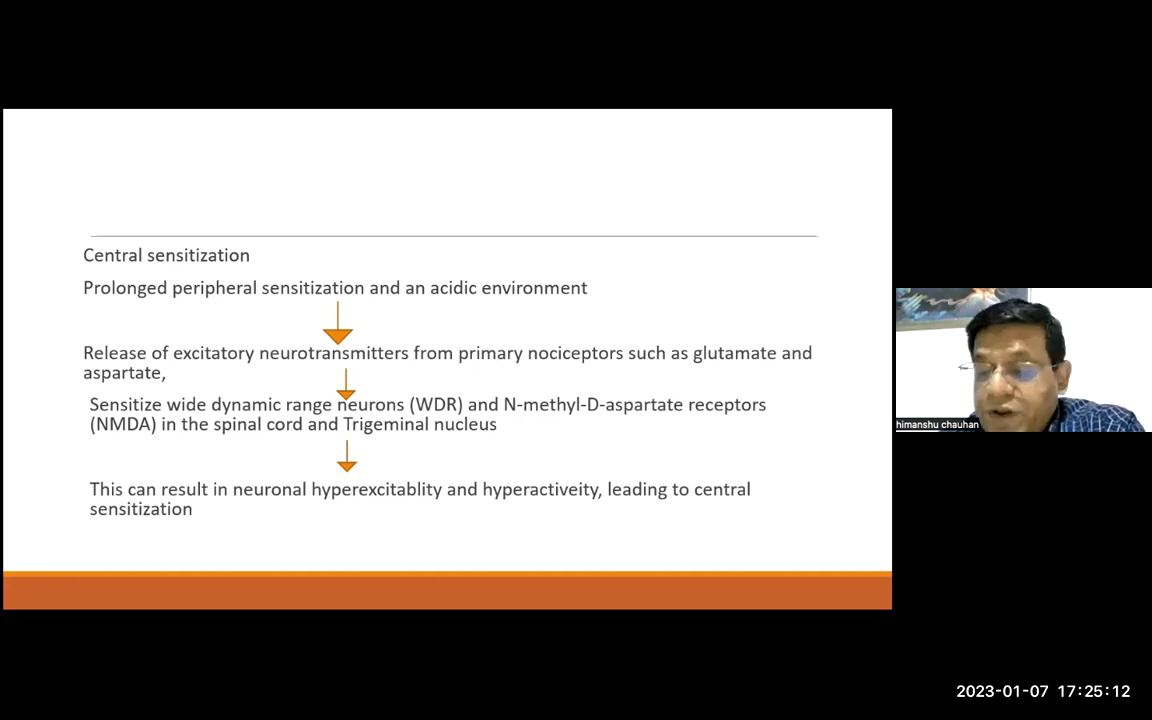 Central sensitization
Prolonged peripheral sensitization and an acidic environment
Release of excitatory neurotransmitters from primary nociceptors such as glutamate and
aspartate,
Sensitize wide dynamic range neurons (WDR) and N-methyl-D-aspartate receptors
(NMDA) in the spinal cord and Trigeminal nucleus
This can result in neuronal hyperexcitablity and hyperactiveity, leading to central
sensitization
himanshu chauhan
2023-01-07 17:25:12